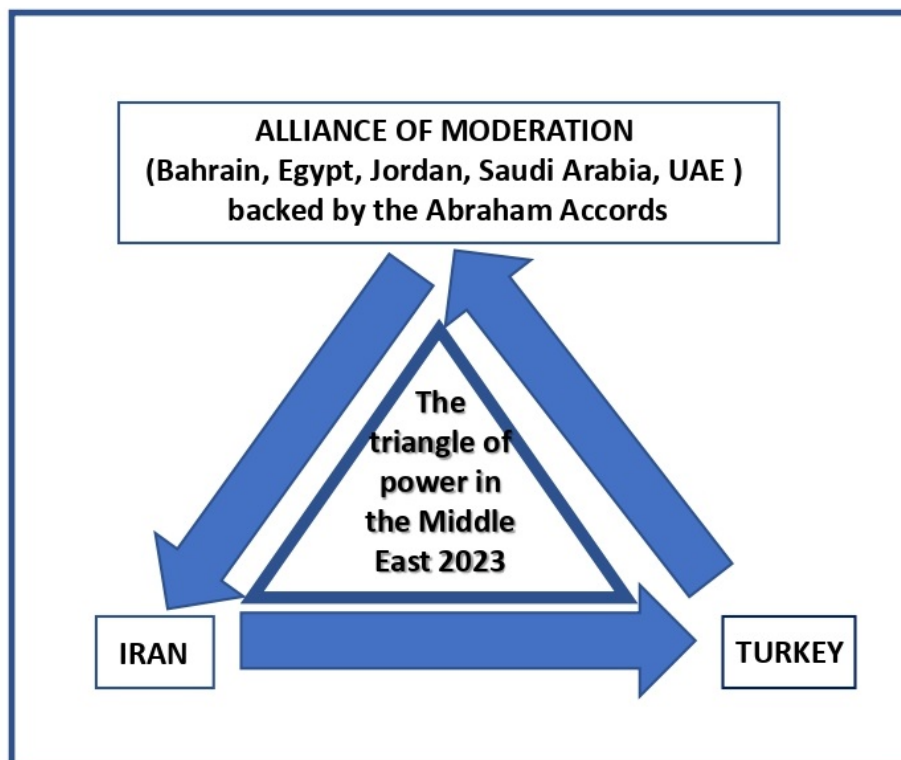 ALLIANCE OF MODERATION
(Bahrain, Egypt, Jordan, Saudi Arabia, UAE )
backed by the Abraham Accords
The
triangle of
power in
the Middle
East 2023
IRAN
TURKEY